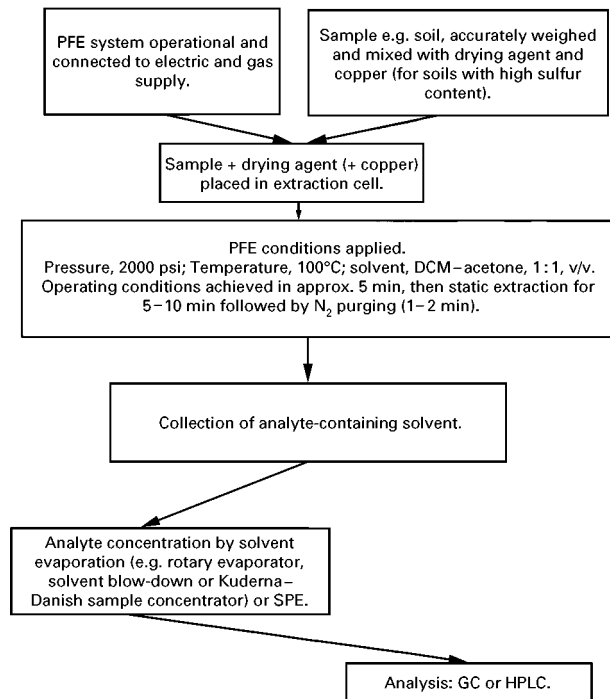 PFE system operational and
connected to electric and gas
supply.
Sample e.g. soil, accurately weighed
and mixed with drying agent and
copper (for soils with high sulfur
content).
Sample + drying agent (+ copper)
placed in extraction cell.
PFE conditions applied.
Pressure, 2000 psi; Temperature, 100°C; solvent, DCM–acetone, 1 : 1, v/v.
Operating conditions achieved in approx. 5 min, then static extraction for
5–10 min followed by N₂ purging (1–2 min).
Collection of analyte-containing solvent.
Analyte concentration by solvent
evaporation (e.g. rotary evaporator,
solvent blow-down or Kuderna–
Danish sample concentrator) or SPE.
Analysis: GC or HPLC.